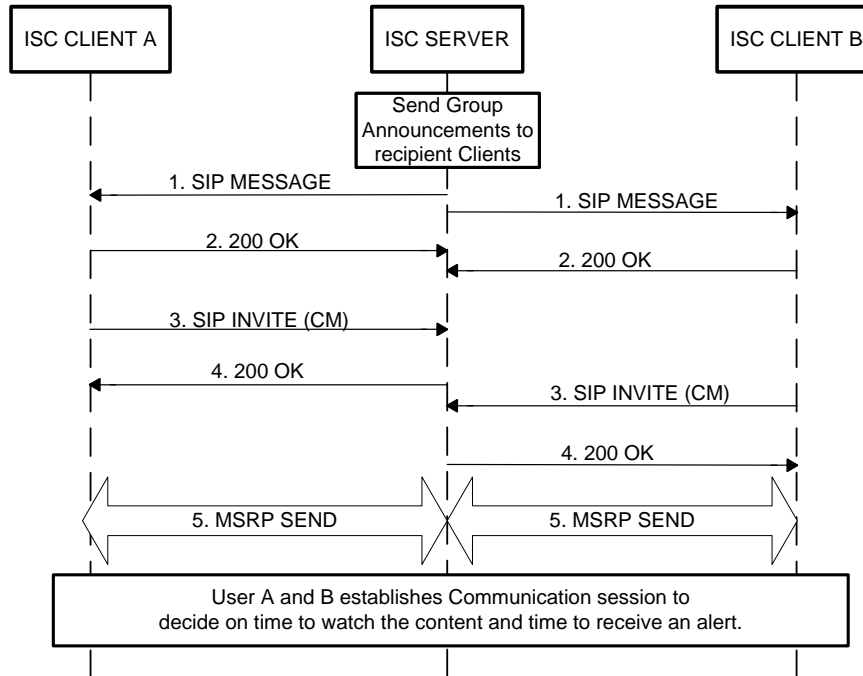 ISC CLIENT A
ISC SERVER
ISC CLIENT B
Send Group
Announcements to
recipient Clients
1. SIP MESSAGE
1. SIP MESSAGE
2. 200 OK
2. 200 OK
3. SIP INVITE (CM)
4. 200 OK
3. SIP INVITE (CM)
4. 200 OK
5. MSRP SEND
5. MSRP SEND
User A and B establishes Communication session to
decide on time to watch the content and time to receive an alert.